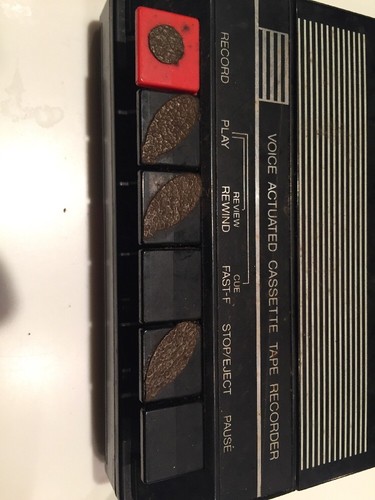 VOICE ACTUATED CASSETTE TAPE RECORDER
REVIEW CUE
RECORD PLAY REWIND FAST-F STOP/EJECT PAUSE